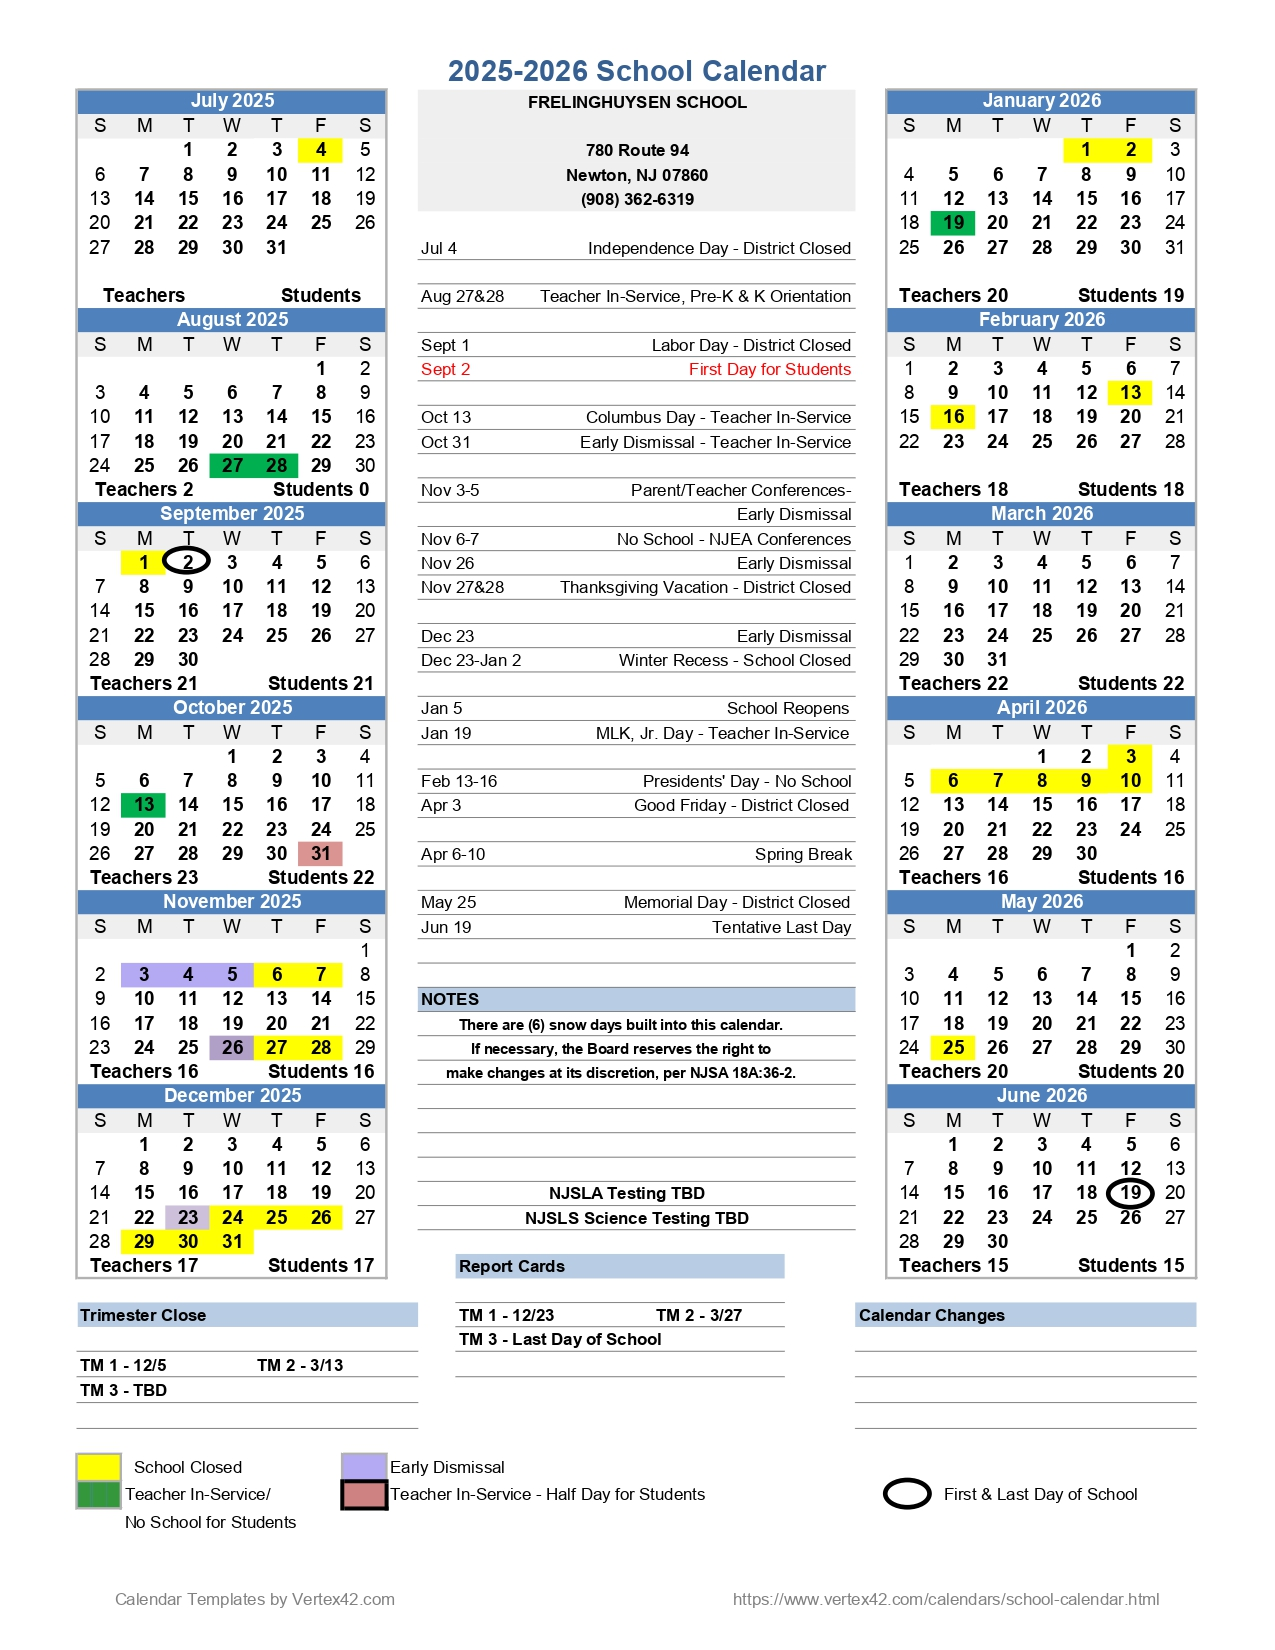 2025-2026 School Calendar
July 2025
S M T W T F S
1 2 3 4 5
6 7 8 9 10 11 12
13 14 15 16 17 18 19
20 21 22 23 24 25 26
27 28 29 30 31
Teachers Students
August 2025
S M T W T F S
1 2
3 4 5 6 7 8 9
10 11 12 13 14 15 16
17 18 19 20 21 22 23
24 25 26 27 28 29 30
Teachers 2 Students 0
September 2025
S M T W T F S
1 2 3 4 5 6
7 8 9 10 11 12 13
14 15 16 17 18 19 20
21 22 23 24 25 26 27
28 29 30
Teachers 21 Students 21
October 2025
S M T W T F S
1 2 3 4
5 6 7 8 9 10 11
12 13 14 15 16 17 18
19 20 21 22 23 24 25
26 27 28 29 30 31
Teachers 23 Students 22
November 2025
S M T W T F S
1
2 3 4 5 6 7 8
9 10 11 12 13 14 15
16 17 18 19 20 21 22
23 24 25 26 27 28 29
Teachers 16 Students 16
December 2025
S M T W T F S
1 2 3 4 5 6
7 8 9 10 11 12 13
14 15 16 17 18 19 20
21 22 23 24 25 26 27
28 29 30 31
Teachers 17 Students 17
FRELINGHUYSEN SCHOOL
780 Route 94
Newton, NJ 07860
(908) 362-6319
Jul 4 Independence Day - District Closed
Aug 27&28 Teacher In-Service, Pre-K & K Orientation
Sept 1 Labor Day - District Closed
Sept 2 First Day for Students
Oct 13 Columbus Day - Teacher In-Service
Oct 31 Early Dismissal - Teacher In-Service
Nov 3-5 Parent/Teacher Conferences-
Early Dismissal
Nov 6-7 No School - NJEA Conferences
Nov 26 Early Dismissal
Nov 27&28 Thanksgiving Vacation - District Closed
Dec 23 Early Dismissal
Dec 23-Jan 2 Winter Recess - School Closed
Jan 5 School Reopens
Jan 19 MLK, Jr. Day - Teacher In-Service
Feb 13-16 Presidents' Day - No School
Apr 3 Good Friday - District Closed
Apr 6-10 Spring Break
May 25 Memorial Day - District Closed
Jun 19 Tentative Last Day
NOTES
There are (6) snow days built into this calendar.
If necessary, the Board reserves the right to
make changes at its discretion, per NJSA 18A:36-2.
NJSLA Testing TBD
NJSLS Science Testing TBD
January 2026
S M T W T F S
1 2 3
4 5 6 7 8 9 10
11 12 13 14 15 16 17
18 19 20 21 22 23 24
25 26 27 28 29 30 31
Teachers 20 Students 19
February 2026
S M T W T F S
1 2 3 4 5 6 7
8 9 10 11 12 13 14
15 16 17 18 19 20 21
22 23 24 25 26 27 28
Teachers 18 Students 18
March 2026
S M T W T F S
1 2 3 4 5 6 7
8 9 10 11 12 13 14
15 16 17 18 19 20 21
22 23 24 25 26 27 28
29 30 31
Teachers 22 Students 22
April 2026
S M T W T F S
1 2 3 4
5 6 7 8 9 10 11
12 13 14 15 16 17 18
19 20 21 22 23 24 25
26 27 28 29 30
Teachers 16 Students 16
May 2026
S M T W T F S
1 2
3 4 5 6 7 8 9
10 11 12 13 14 15 16
17 18 19 20 21 22 23
24 25 26 27 28 29 30
Teachers 20 Students 20
June 2026
S M T W T F S
1 2 3 4 5 6
7 8 9 10 11 12 13
14 15 16 17 18 19 20
21 22 23 24 25 26 27
28 29 30
Teachers 15 Students 15
Trimester Close
TM 1 - 12/5 TM 2 - 3/13
TM 3 - TBD
Report Cards
TM 1 - 12/23 TM 2 - 3/27
TM 3 - Last Day of School
Calendar Changes
School Closed
Teacher In-Service/
No School for Students
Early Dismissal
Teacher In-Service - Half Day for Students
First & Last Day of School
Calendar Templates by Vertex42.com
https://www.vertex42.com/calendars/school-calendar.html